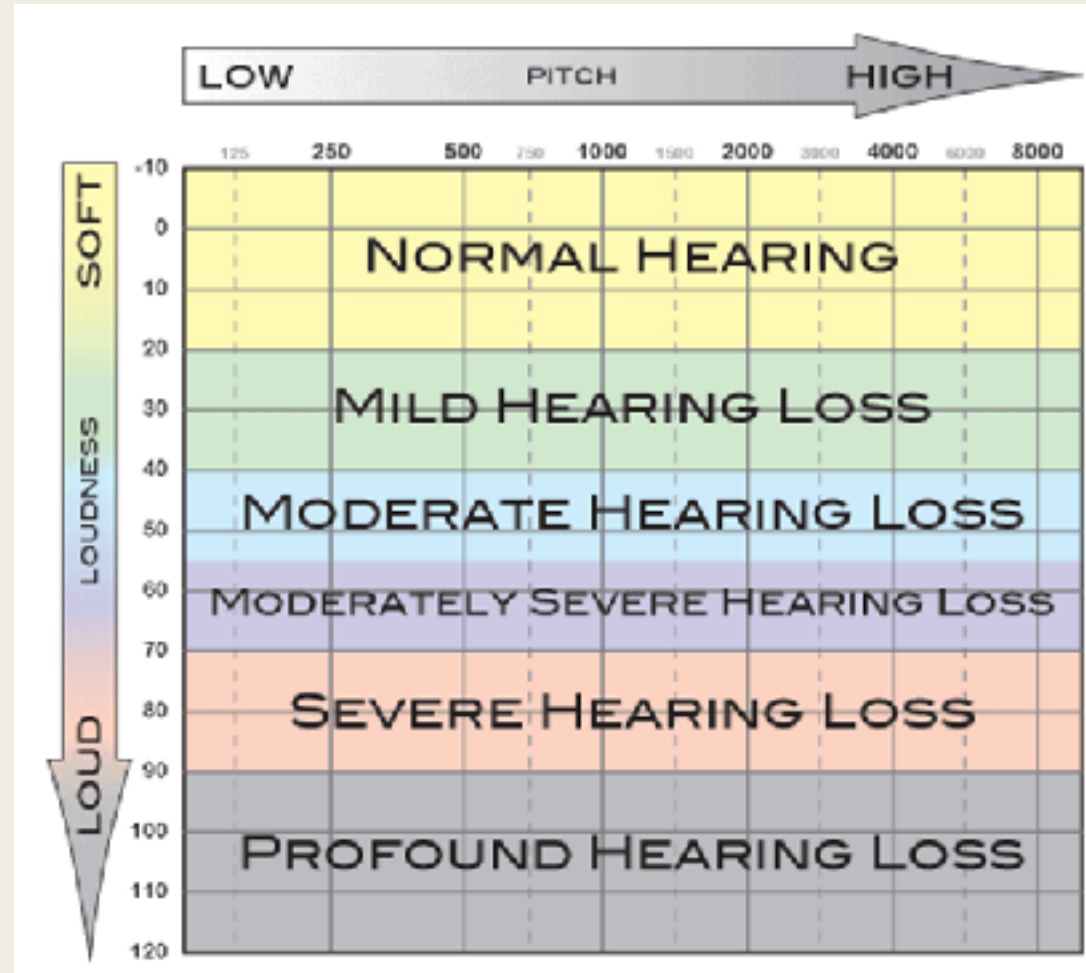 LOW PITCH HIGH
125 250 500 750 1000 1500 2000 3000 4000 6000 8000
-10
SOFT
0
NORMAL HEARING
10
20
30
MILD HEARING LOSS
40
LOUDNESS
50
MODERATE HEARING LOSS
60
MODERATELY SEVERE HEARING LOSS
70
80
SEVERE HEARING LOSS
LOUD
90
100
PROFOUND HEARING LOSS
110
120